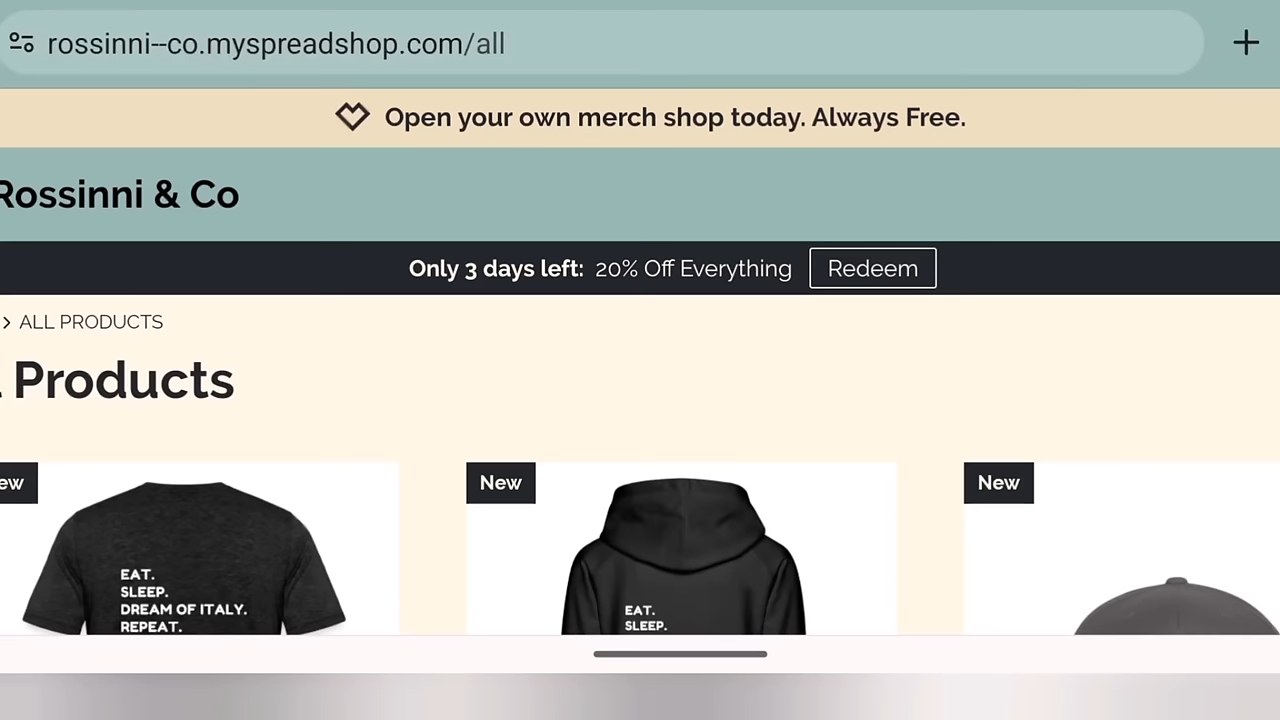 rossinni--co.myspreadshop.com/all
Open your own merch shop today. Always Free.
Rossinni & Co
Only 3 days left: 20% Off Everything Redeem
ALL PRODUCTS
Products
New
New
EAT.
SLEEP.
DREAM OF ITALY.
REPEAT.
EAT.
SLEEP.